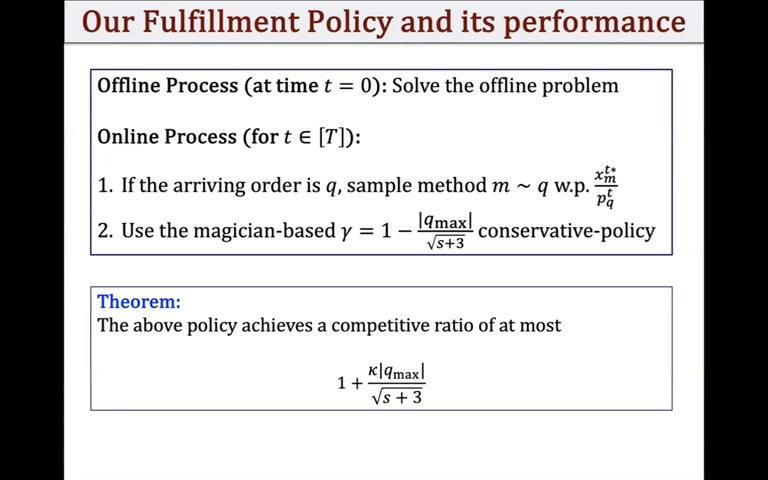 Our Fulfillment Policy and its performance
Offline Process (at time t = 0): Solve the offline problem
Online Process (for t ∈ [T]):
1. If the arriving order is q, sample method m ~ q w.p. x_m^{t*} / p_q^t
2. Use the magician-based γ = 1 − |q_max| / √(s+3) conservative-policy
Theorem:
The above policy achieves a competitive ratio of at most
1 + κ|q_max| / √(s + 3)